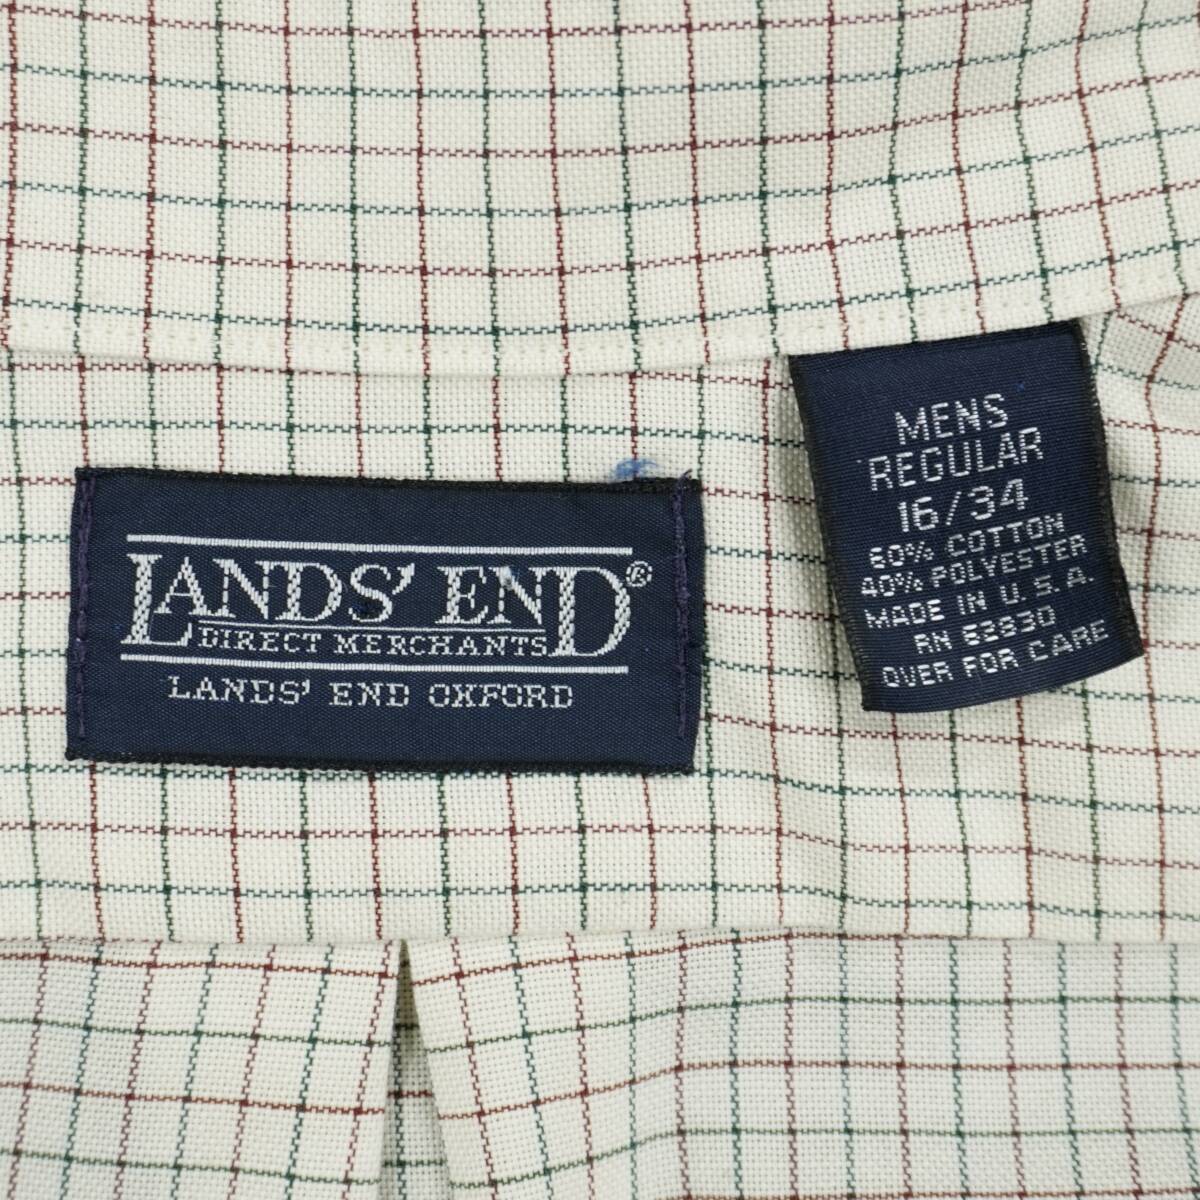 LANDS' END®
DIRECT MERCHANTS
LANDS' END OXFORD
MENS
REGULAR
16/34
60% COTTON
40% POLYESTER
MADE IN U.S.A.
RN 62830
OVER FOR CARE